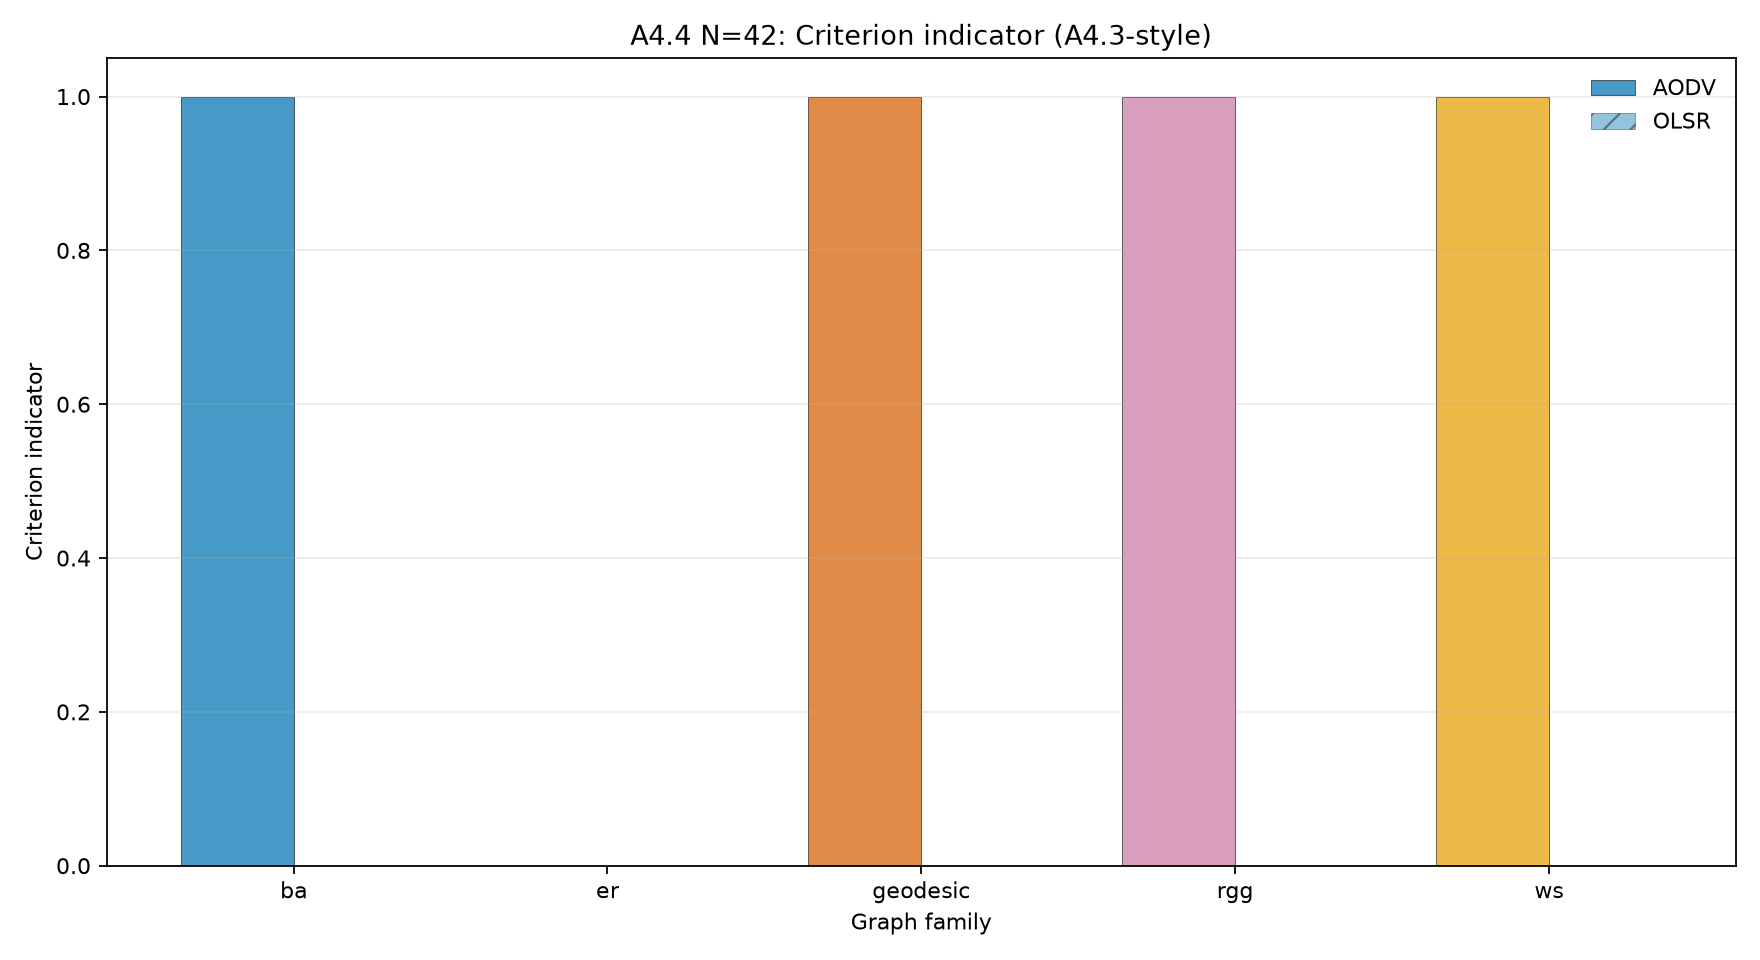 A4.4 N=42: Criterion indicator (A4.3-style)
AODV
OLSR
Criterion indicator
1.0
0.8
0.6
0.4
0.2
0.0
ba er geodesic rgg ws
Graph family